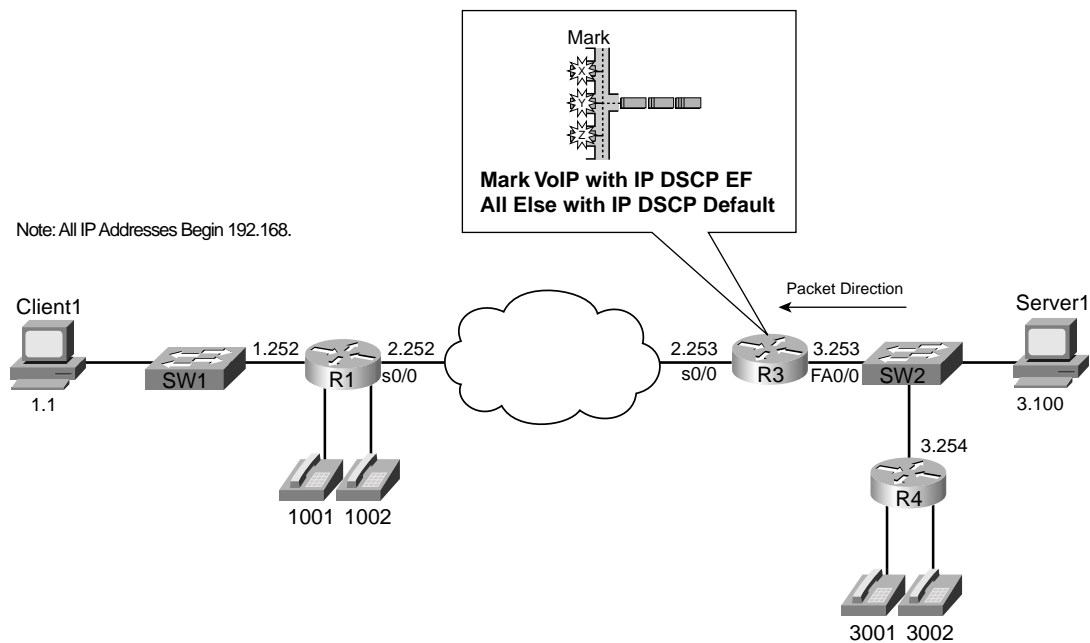 Mark
X
Y
Z
Mark VoIP with IP DSCP EF
All Else with IP DSCP Default
Note: All IP Addresses Begin 192.168.
Packet Direction
Client1
Server1
1.252
2.252
2.253
3.253
SW1
R1
s0/0
s0/0
R3
FA0/0
SW2
1.1
3.100
3.254
R4
1001
1002
3001
3002